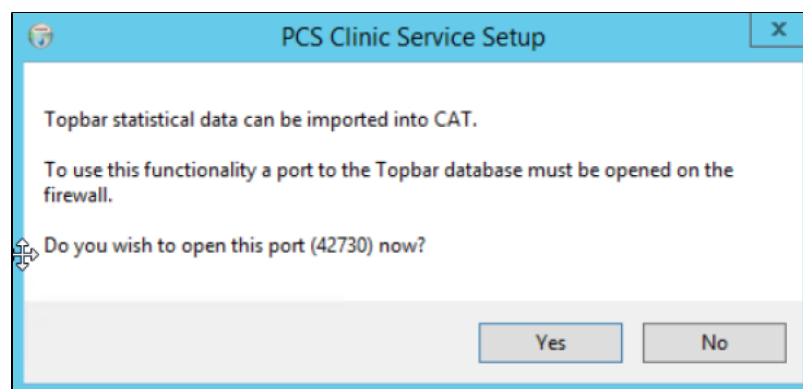 PCS Clinic Service Setup
x
Topbar statistical data can be imported into CAT.
To use this functionality a port to the Topbar database must be opened on the
firewall.
Do you wish to open this port (42730) now?
Yes No